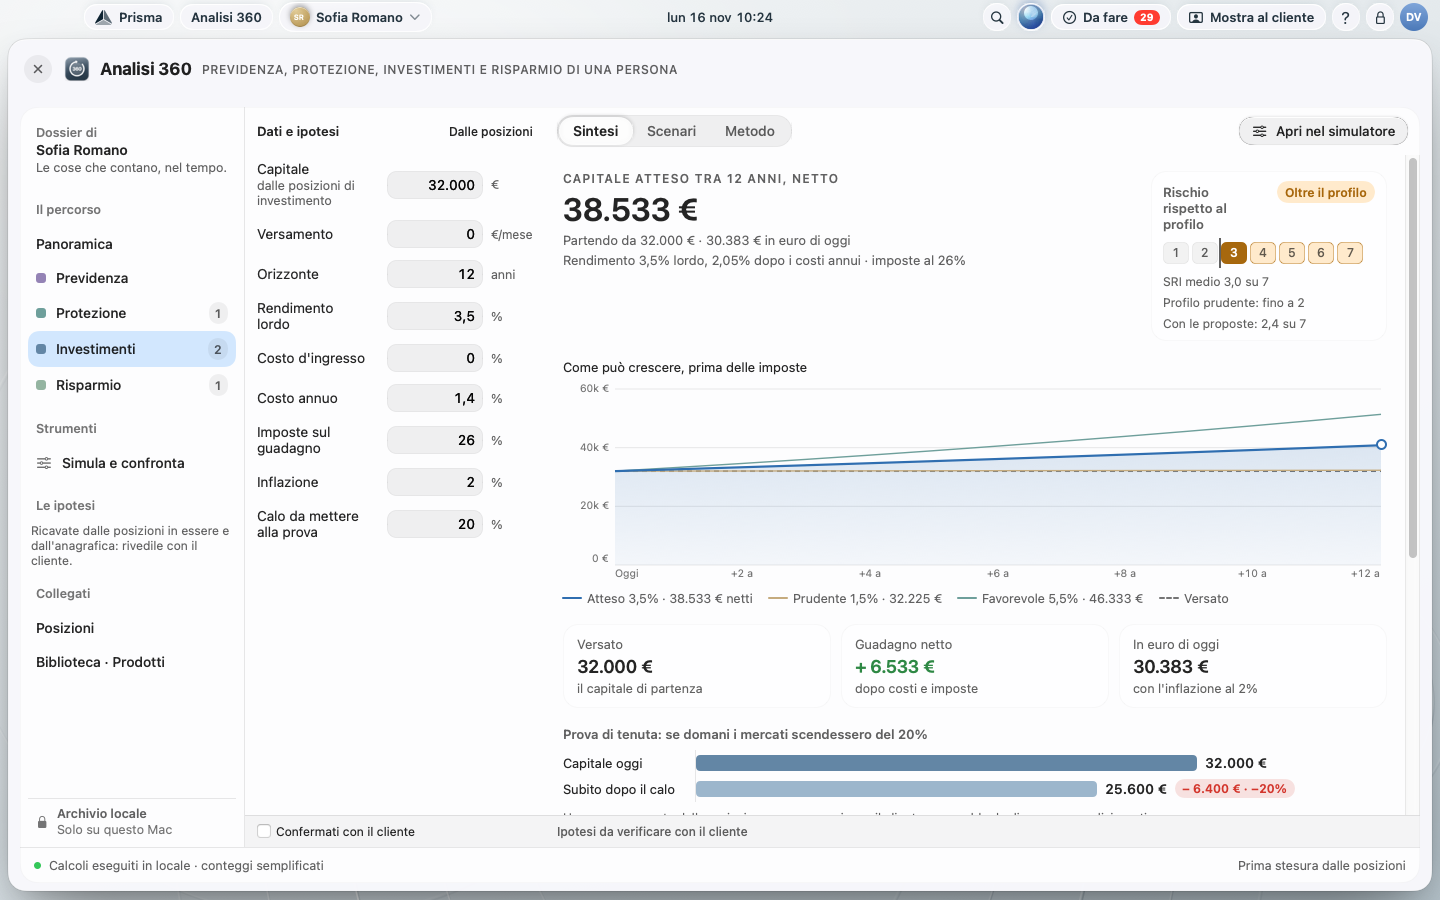 Prisma
Analisi 360
SR Sofia Romano
lun 16 nov 10:24
Da fare 29
Mostra al cliente
?
DV
360 Analisi 360 PREVIDENZA, PROTEZIONE, INVESTIMENTI E RISPARMIO DI UNA PERSONA
Dossier di
Sofia Romano
Le cose che contano, nel tempo.
Il percorso
Panoramica
Previdenza
Protezione 1
Investimenti 2
Risparmio 1
Strumenti
Simula e confronta
Le ipotesi
Ricavate dalle posizioni in essere e
dall'anagrafica: rivedile con il
cliente.
Collegati
Posizioni
Biblioteca · Prodotti
Archivio locale
Solo su questo Mac
Dati e ipotesi Dalle posizioni
Capitale
dalle posizioni di
investimento
32.000 €
Versamento 0 €/mese
Orizzonte 12 anni
Rendimento
lordo
3,5 %
Costo d'ingresso 0 %
Costo annuo 1,4 %
Imposte sul
guadagno
26 %
Inflazione 2 %
Calo da mettere
alla prova
20 %
Sintesi Scenari Metodo
Apri nel simulatore
CAPITALE ATTESO TRA 12 ANNI, NETTO
38.533 €
Partendo da 32.000 € · 30.383 € in euro di oggi
Rendimento 3,5% lordo, 2,05% dopo i costi annui · imposte al 26%
Rischio
rispetto al
profilo
Oltre il profilo
1 2 3 4 5 6 7
SRI medio 3,0 su 7
Profilo prudente: fino a 2
Con le proposte: 2,4 su 7
Come può crescere, prima delle imposte
60k €
40k €
20k €
0 €
Oggi +2 a +4 a +6 a +8 a +10 a +12 a
Atteso 3,5% · 38.533 € netti Prudente 1,5% · 32.225 € Favorevole 5,5% · 46.333 € Versato
Versato
32.000 €
il capitale di partenza
Guadagno netto
+ 6.533 €
dopo costi e imposte
In euro di oggi
30.383 €
con l'inflazione al 2%
Prova di tenuta: se domani i mercati scendessero del 20%
Capitale oggi 32.000 €
Subito dopo il calo 25.600 € − 6.400 € · −20%
Confermati con il cliente
Ipotesi da verificare con il cliente
Calcoli eseguiti in locale · conteggi semplificati
Prima stesura dalle posizioni